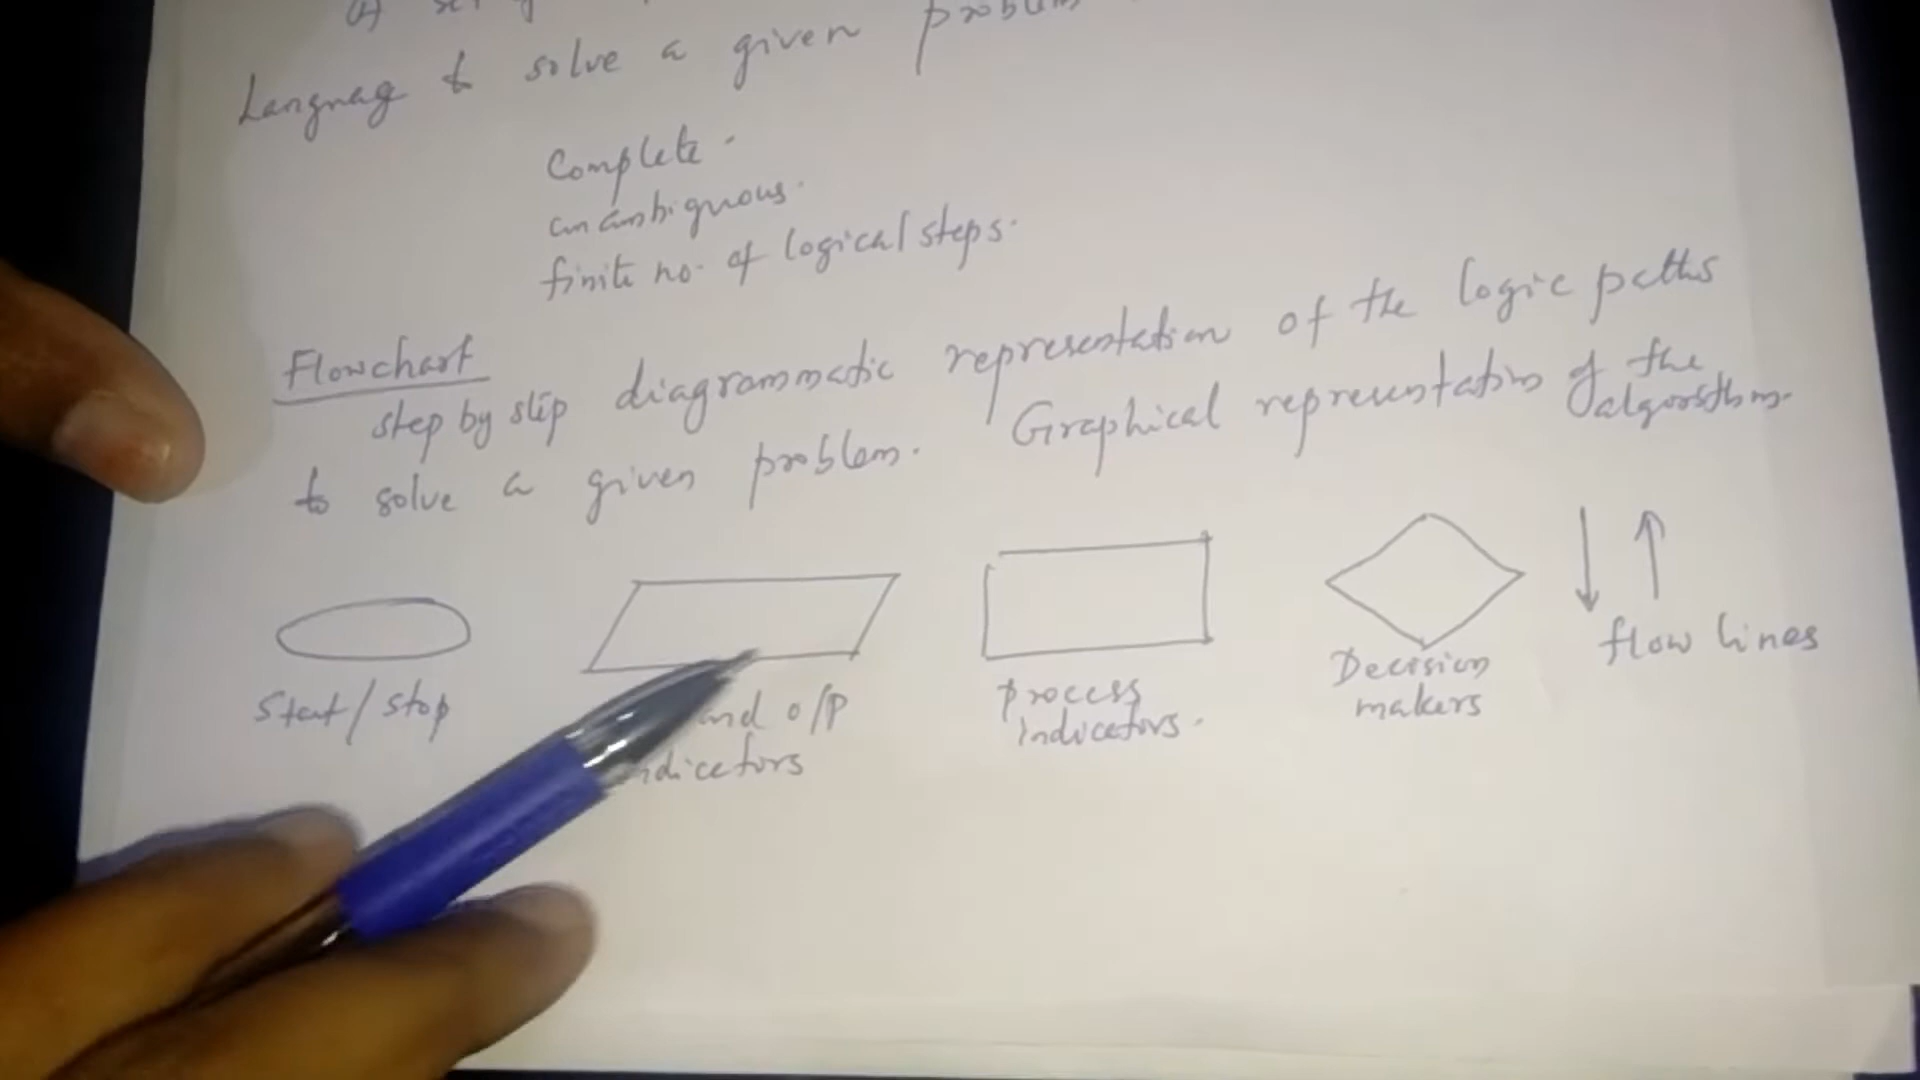 Languag to solve a given problem
Complete.
unambiguous.
finite no. of logical steps.
Flowchart
step by step diagrammatic representation of the logic paths
to solve a given problem. Graphical representation of the
algorithm.
Start/stop
and o/p
indicators
process
indicators.
Decision
makers
flow lines